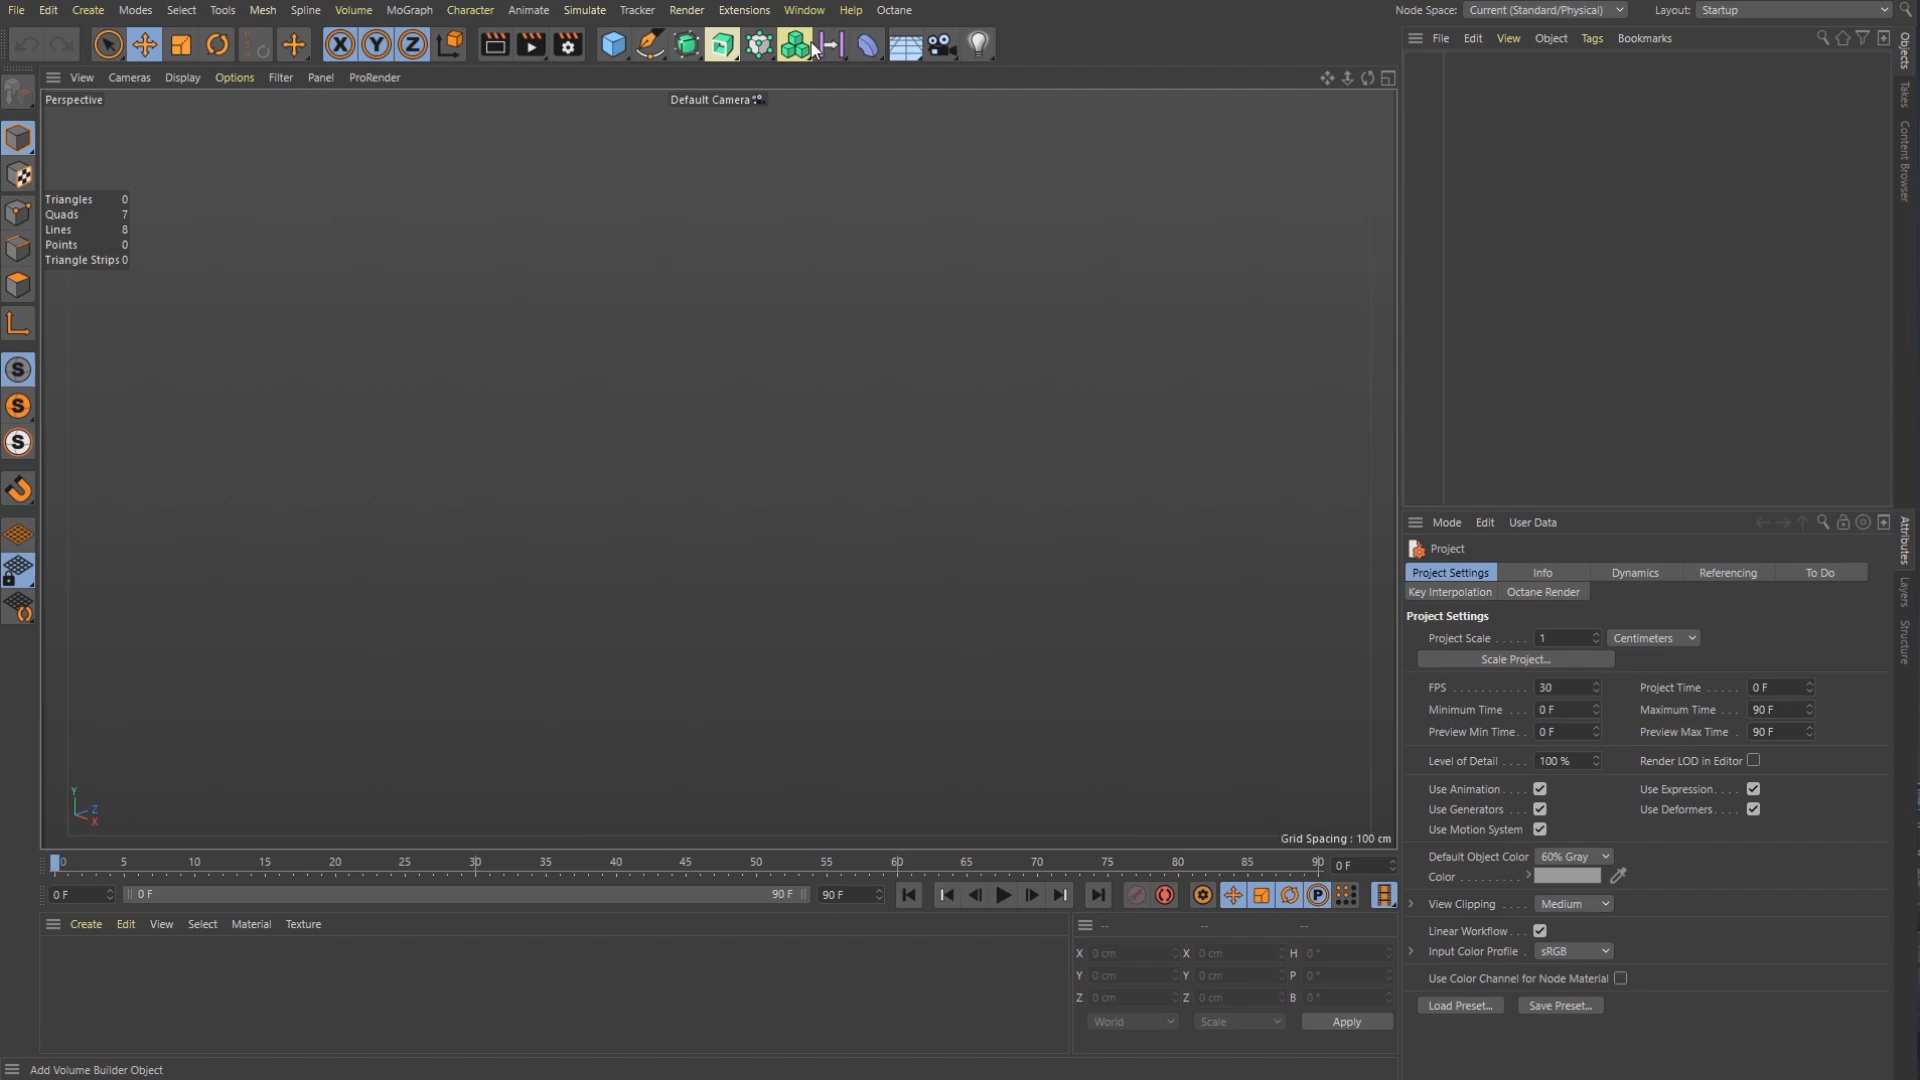 File Edit Create Modes Select Tools Mesh Spline Volume MoGraph Character Animate Simulate Tracker Render Extensions Window Help Octane
Node Space: Current (Standard/Physical) Layout: Startup
X Y Z
File Edit View Object Tags Bookmarks
View Cameras Display Options Filter Panel ProRender
Perspective
Default Camera
Triangles 0
Quads 7
Lines 8
Points 0
Triangle Strips 0
S
S
S
Y
Z
X
Grid Spacing : 100 cm
Objects
Takes
Content Browser
Mode Edit User Data
Project
Project Settings Info Dynamics Referencing To Do
Key Interpolation Octane Render
Project Settings
Project Scale . . . . . 1 Centimeters
Scale Project...
FPS . . . . . . . . . . . 30 Project Time . . . . . 0 F
Minimum Time . . . 0 F Maximum Time . . . 90 F
Preview Min Time. . 0 F Preview Max Time . 90 F
Level of Detail . . . . 100 % Render LOD in Editor
Use Animation . . . . Use Expression. . . .
Use Generators . . . Use Deformers. . . .
Use Motion System
Default Object Color 60% Gray
Color . . . . . . . . .
View Clipping . . . . Medium
Linear Workflow. . .
Input Color Profile . sRGB
Use Color Channel for Node Material
Load Preset... Save Preset...
Attributes
Layers
Structure
0 5 10 15 20 25 30 35 40 45 50 55 60 65 70 75 80 85 90 0 F
0 F 0 F 90 F 90 F
P
Create Edit View Select Material Texture
-- -- --
X 0 cm X 0 cm H 0 °
Y 0 cm Y 0 cm P 0 °
Z 0 cm Z 0 cm B 0 °
World Scale Apply
Add Volume Builder Object